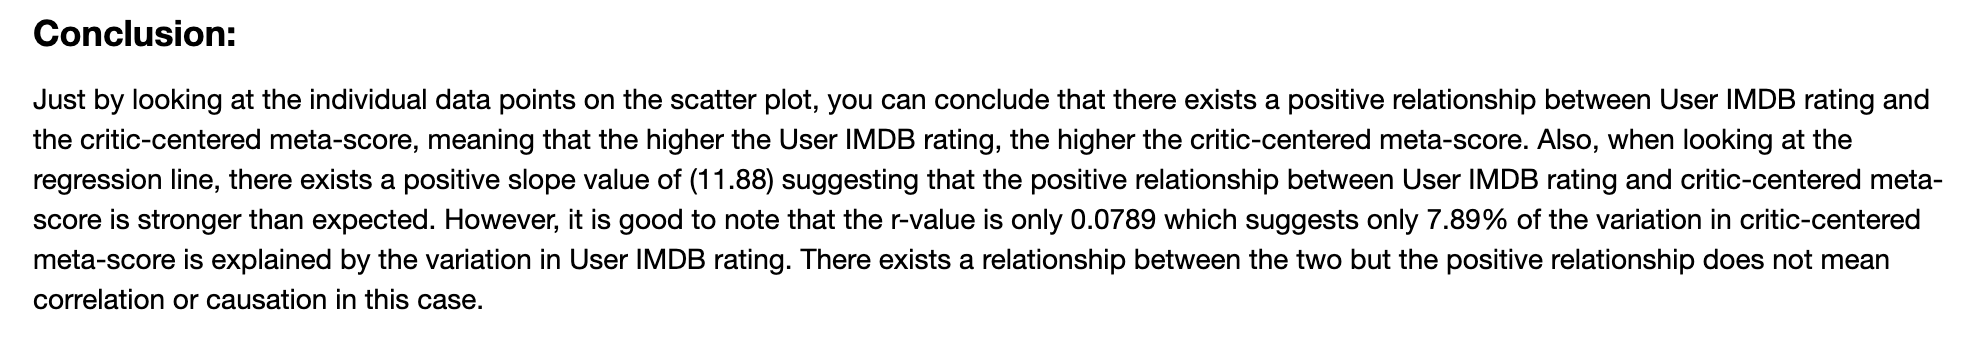 Conclusion:
Just by looking at the individual data points on the scatter plot, you can conclude that there exists a positive relationship between User IMDB rating and
the critic-centered meta-score, meaning that the higher the User IMDB rating, the higher the critic-centered meta-score. Also, when looking at the
regression line, there exists a positive slope value of (11.88) suggesting that the positive relationship between User IMDB rating and critic-centered meta-
score is stronger than expected. However, it is good to note that the r-value is only 0.0789 which suggests only 7.89% of the variation in critic-centered
meta-score is explained by the variation in User IMDB rating. There exists a relationship between the two but the positive relationship does not mean
correlation or causation in this case.